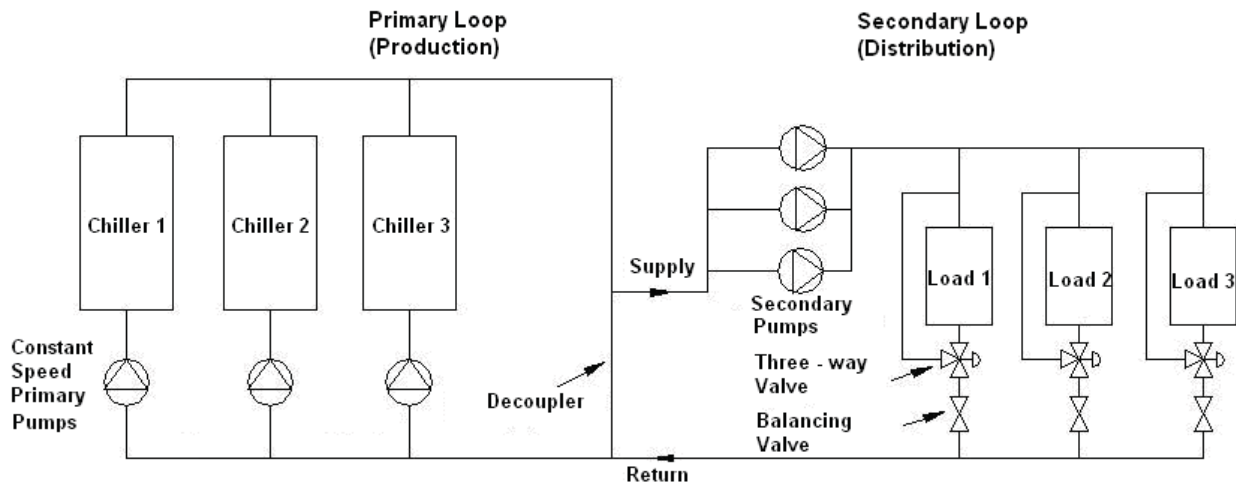 Primary Loop
(Production)
Secondary Loop
(Distribution)
Chiller 1
Chiller 2
Chiller 3
Supply
Secondary
Pumps
Load 1
Load 2
Load 3
Constant
Speed
Primary
Pumps
Decoupler
Three - way
Valve
Balancing
Valve
Return